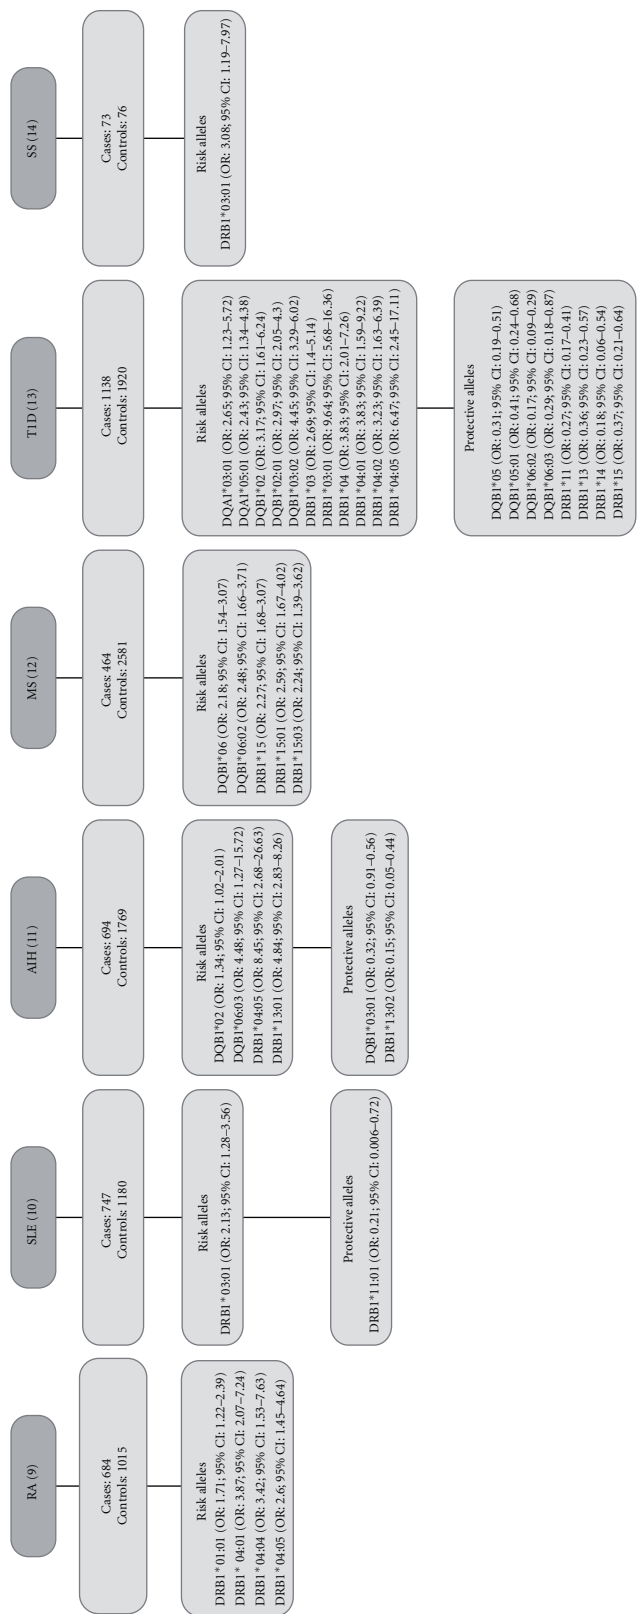 RA (9)
Cases: 684
Controls: 1015
Risk alleles
DRB1*01:01 (OR: 1.71; 95% CI: 1.22–2.39)
DRB1* 04:01 (OR: 3.87; 95% CI: 2.07–7.24)
DRB1*04:04 (OR: 3.42; 95% CI: 1.53–7.63)
DRB1*04:05 (OR: 2.6; 95% CI: 1.45–4.64)
SLE (10)
Cases: 747
Controls: 1180
Risk alleles
DRB1* 03:01 (OR: 2.13; 95% CI: 1.28–3.56)
Protective alleles
DRB1*11:01 (OR: 0.21; 95% CI: 0.006–0.72)
AIH (11)
Cases: 694
Controls: 1769
Risk alleles
DQB1*02 (OR: 1.34; 95% CI: 1.02–2.01)
DQB1*06:03 (OR: 4.48; 95% CI: 1.27–15.72)
DRB1*04:05 (OR: 8.45; 95% CI: 2.68–26.63)
DRB1*13:01 (OR: 4.84; 95% CI: 2.83–8.26)
Protective alleles
DQB1*03:01 (OR: 0.32; 95% CI: 0.91–0.56)
DRB1*13:02 (OR: 0.15; 95% CI: 0.05–0.44)
MS (12)
Cases: 464
Controls: 2581
Risk alleles
DQB1*06 (OR: 2.18; 95% CI: 1.54–3.07)
DQB1*06:02 (OR: 2.48; 95% CI: 1.66–3.71)
DRB1*15 (OR: 2.27; 95% CI: 1.68–3.07)
DRB1*15:01 (OR: 2.59; 95% CI: 1.67–4.02)
DRB1*15:03 (OR: 2.24; 95% CI: 1.39–3.62)
T1D (13)
Cases: 1138
Controls: 1920
Risk alleles
DQA1*03:01 (OR: 2.65; 95% CI: 1.23–5.72)
DQA1*05:01 (OR: 2.43; 95% CI: 1.34–4.38)
DQB1*02 (OR: 3.17; 95% CI: 1.61–6.24)
DQB1*02:01 (OR: 2.97; 95% CI: 2.05–4.3)
DQB1*03:02 (OR: 4.45; 95% CI: 3.29–6.02)
DRB1*03 (OR: 2.69; 95% CI: 1.4–5.14)
DRB1*03:01 (OR: 9.64; 95% CI: 5.68–16.36)
DRB1*04 (OR: 3.83; 95% CI: 2.01–7.26)
DRB1*04:01 (OR: 3.83; 95% CI: 1.59–9.22)
DRB1*04:02 (OR: 3.23; 95% CI: 1.63–6.39)
DRB1*04:05 (OR: 6.47; 95% CI: 2.45–17.11)
Protective alleles
DQB1*05 (OR: 0.31; 95% CI: 0.19–0.51)
DQB1*05:01 (OR: 0.41; 95% CI: 0.24–0.68)
DQB1*06:02 (OR: 0.17; 95% CI: 0.09–0.29)
DQB1*06:03 (OR: 0.29; 95% CI: 0.18–0.87)
DRB1*11 (OR: 0.27; 95% CI: 0.17–0.41)
DRB1*13 (OR: 0.36; 95% CI: 0.23–0.57)
DRB1*14 (OR: 0.18; 95% CI: 0.06–0.54)
DRB1*15 (OR: 0.37; 95% CI: 0.21–0.64)
SS (14)
Cases: 73
Controls: 76
Risk alleles
DRB1*03:01 (OR: 3.08; 95% CI: 1.19–7.97)